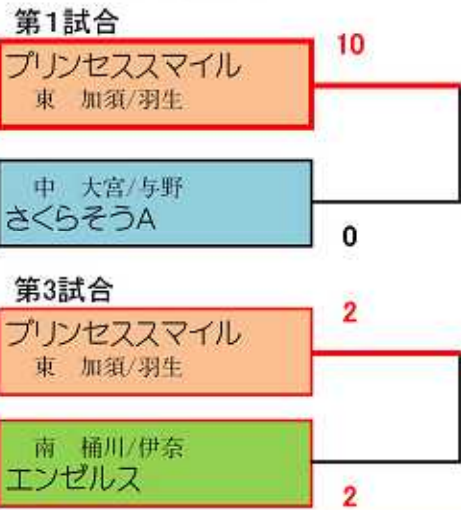 第1試合
プリンセススマイル
東 加須/羽生
10
中 大宮/与野
さくらそうA
0
第3試合
プリンセススマイル
東 加須/羽生
2
南 桶川/伊奈
エンゼルス
2